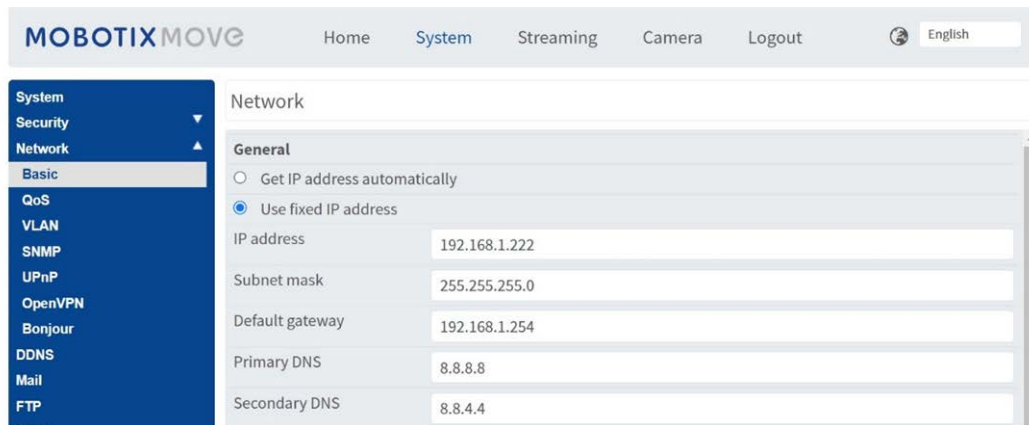 MOBOTIXMOVE Home System Streaming Camera Logout English
System
Security
Network
Basic
QoS
VLAN
SNMP
UPnP
OpenVPN
Bonjour
DDNS
Mail
FTP
Network
General
Get IP address automatically
Use fixed IP address
IP address 192.168.1.222
Subnet mask 255.255.255.0
Default gateway 192.168.1.254
Primary DNS 8.8.8.8
Secondary DNS 8.8.4.4